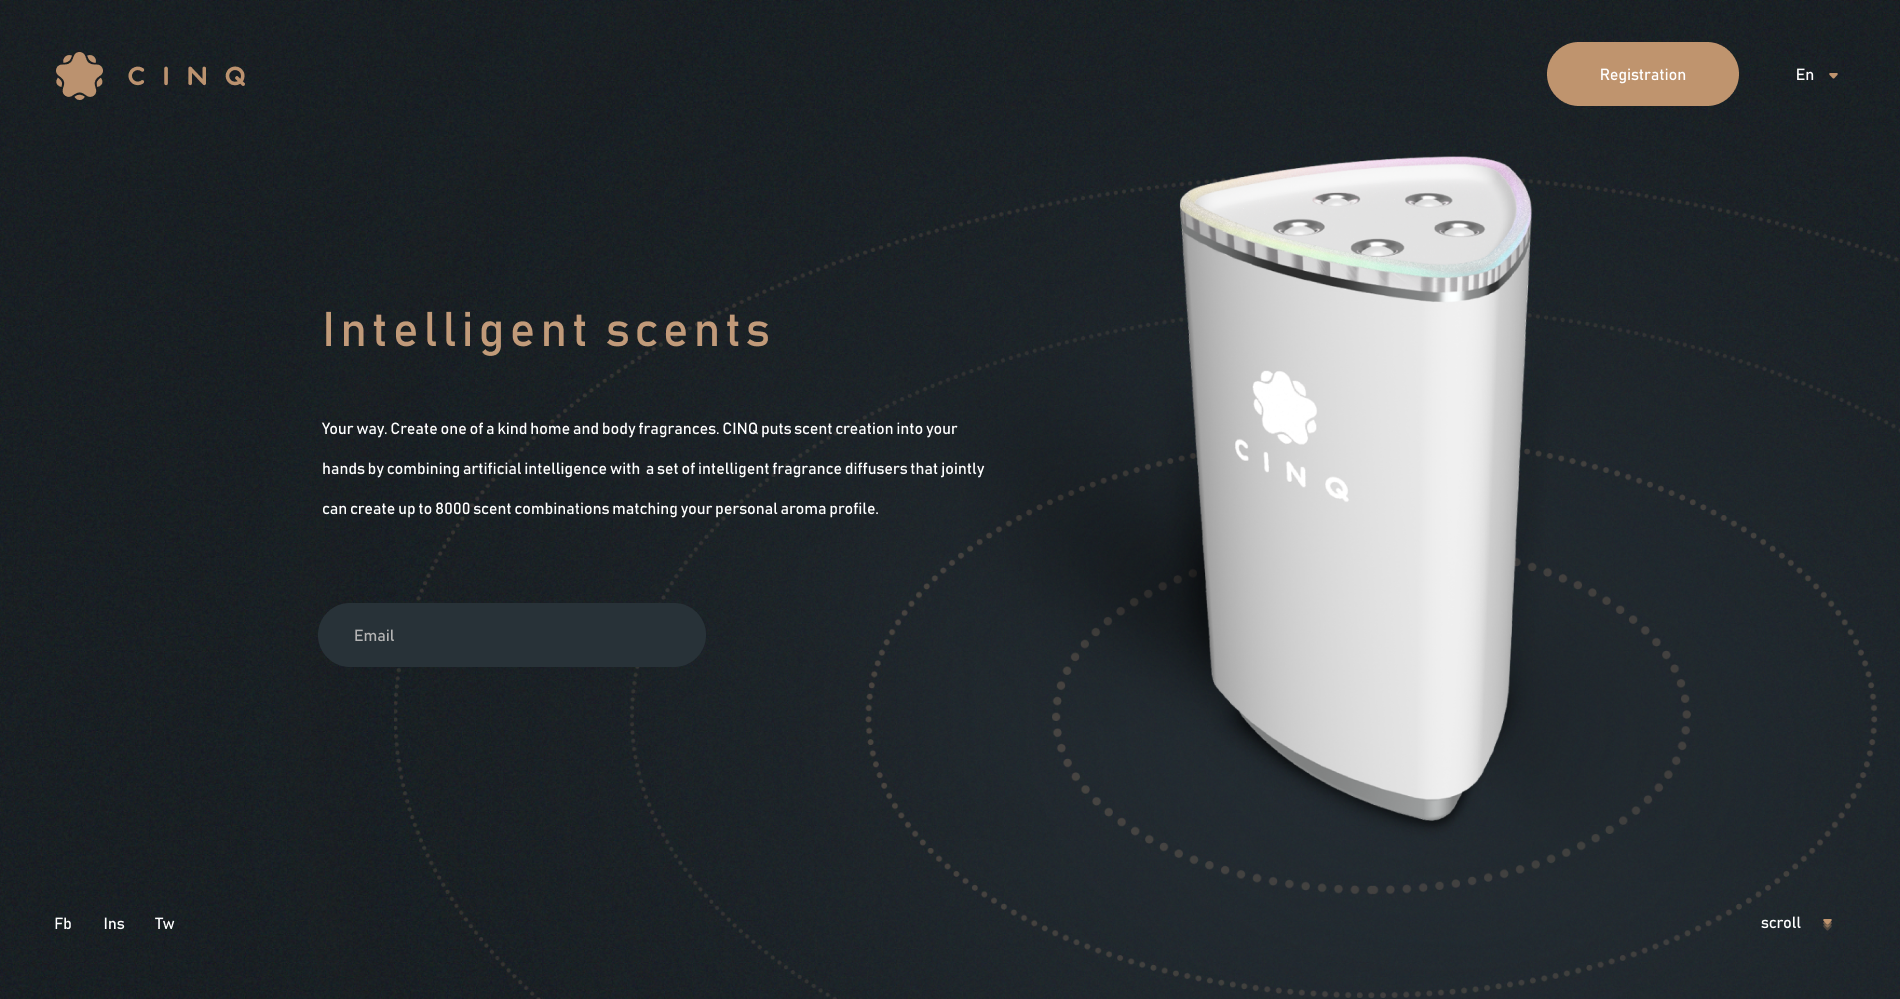 CINQ
Registration
En
Intelligent scents
Your way. Create one of a kind home and body fragrances. CINQ puts scent creation into your
hands by combining artificial intelligence with a set of intelligent fragrance diffusers that jointly
can create up to 8000 scent combinations matching your personal aroma profile.
CINQ
Email
Fb Ins Tw
scroll